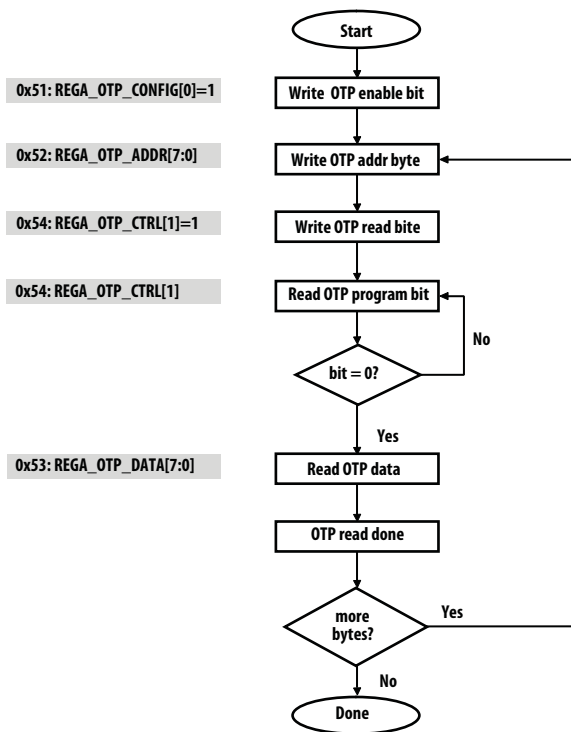 Start
0x51: REGA_OTP_CONFIG[0]=1
Write OTP enable bit
0x52: REGA_OTP_ADDR[7:0]
Write OTP addr byte
0x54: REGA_OTP_CTRL[1]=1
Write OTP read bite
0x54: REGA_OTP_CTRL[1]
Read OTP program bit
No
bit = 0?
Yes
0x53: REGA_OTP_DATA[7:0]
Read OTP data
OTP read done
more
bytes?
Yes
No
Done